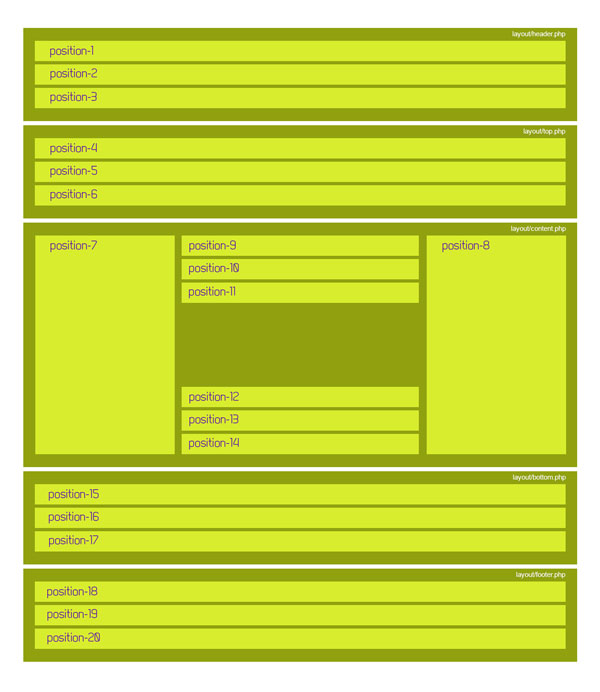 layout/header.php
position-1
position-2
position-3
layout/top.php
position-4
position-5
position-6
layout/content.php
position-7
position-9
position-10
position-11
position-12
position-13
position-14
position-8
layout/bottom.php
position-15
position-16
position-17
layout/footer.php
position-18
position-19
position-20